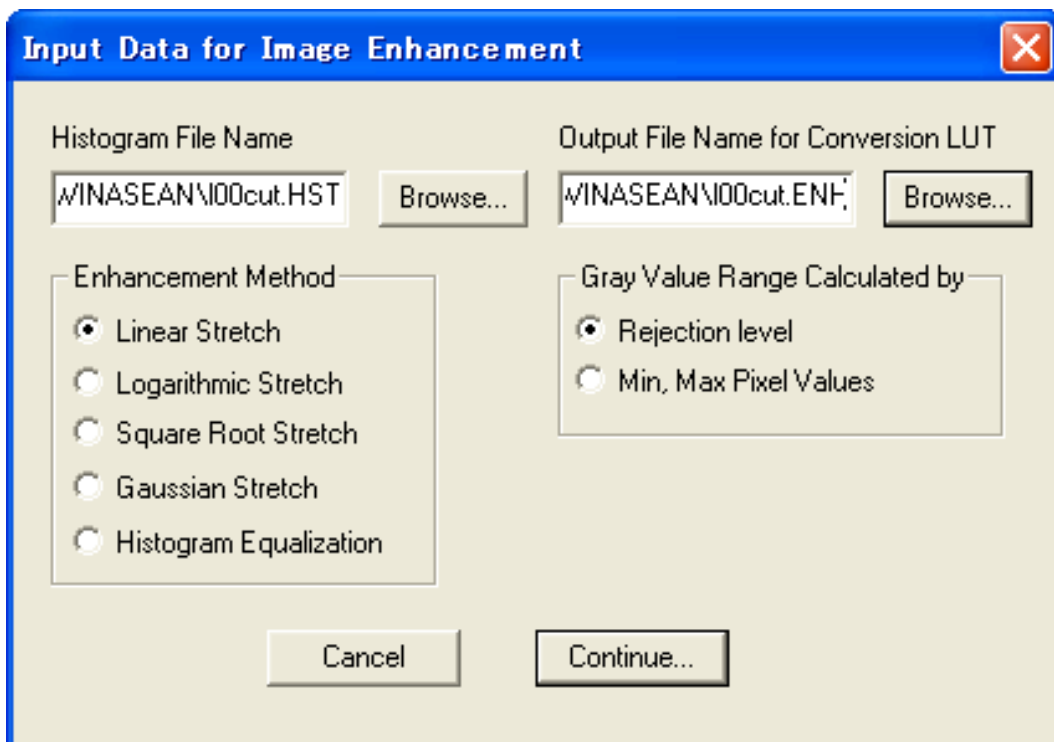 Input Data for Image Enhancement
Histogram File Name
Output File Name for Conversion LUT
\INASEAN\I00cut.HST
Browse...
\INASEAN\I00cut.ENH
Browse...
Enhancement Method
Linear Stretch
Logarithmic Stretch
Square Root Stretch
Gaussian Stretch
Histogram Equalization
Gray Value Range Calculated by
Rejection level
Min, Max Pixel Values
Cancel
Continue...